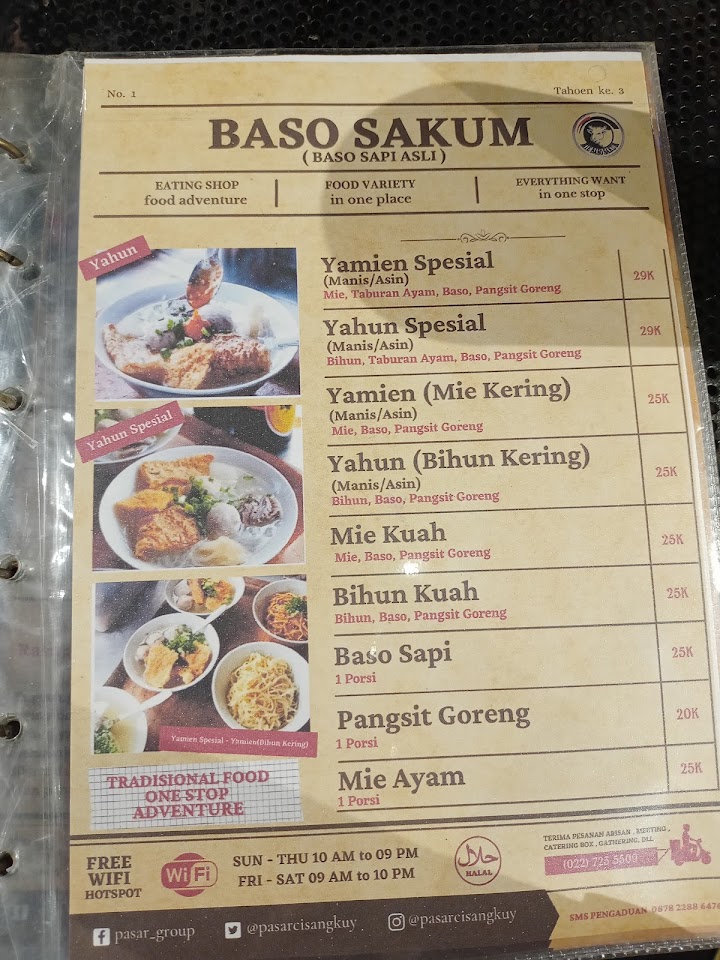 No. 1
Tahoen ke. 3
BASO SAKUM
( BASO SAPI ASLI )
EATING SHOP
food adventure
FOOD VARIETY
in one place
EVERYTHING WANT
in one stop
Yahun
Yamien Spesial
(Manis/Asin)
Mie, Taburan Ayam, Baso, Pangsit Goreng
29K
Yahun Spesial
(Manis/Asin)
Bihun, Taburan Ayam, Baso, Pangsit Goreng
29K
Yamien (Mie Kering)
(Manis/Asin)
Mie, Baso, Pangsit Goreng
25K
Yahun Spesial
Yahun (Bihun Kering)
(Manis/Asin)
Bihun, Baso, Pangsit Goreng
25K
Mie Kuah
Mie, Baso, Pangsit Goreng
25K
Bihun Kuah
Bihun, Baso, Pangsit Goreng
25K
Baso Sapi
1 Porsi
25K
Pangsit Goreng
1 Porsi
20K
Mie Ayam
1 Porsi
25K
Yamien Spesial - Yamien(Bihun Kering)
TRADISIONAL FOOD
ONE STOP
ADVENTURE
FREE
WIFI
HOTSPOT
WiFi
SUN - THU 10 AM to 09 PM
FRI - SAT 09 AM to 10 PM
حلال
HALAL
TERIMA PESANAN ARISAN , MEETING ,
CATERING BOX , GATHERING, DLL
(022) 725 5509
pasar_group
@pasarcisangkuy
@pasarcisangkuy
SMS PENGADUAN 0878 2288 6476